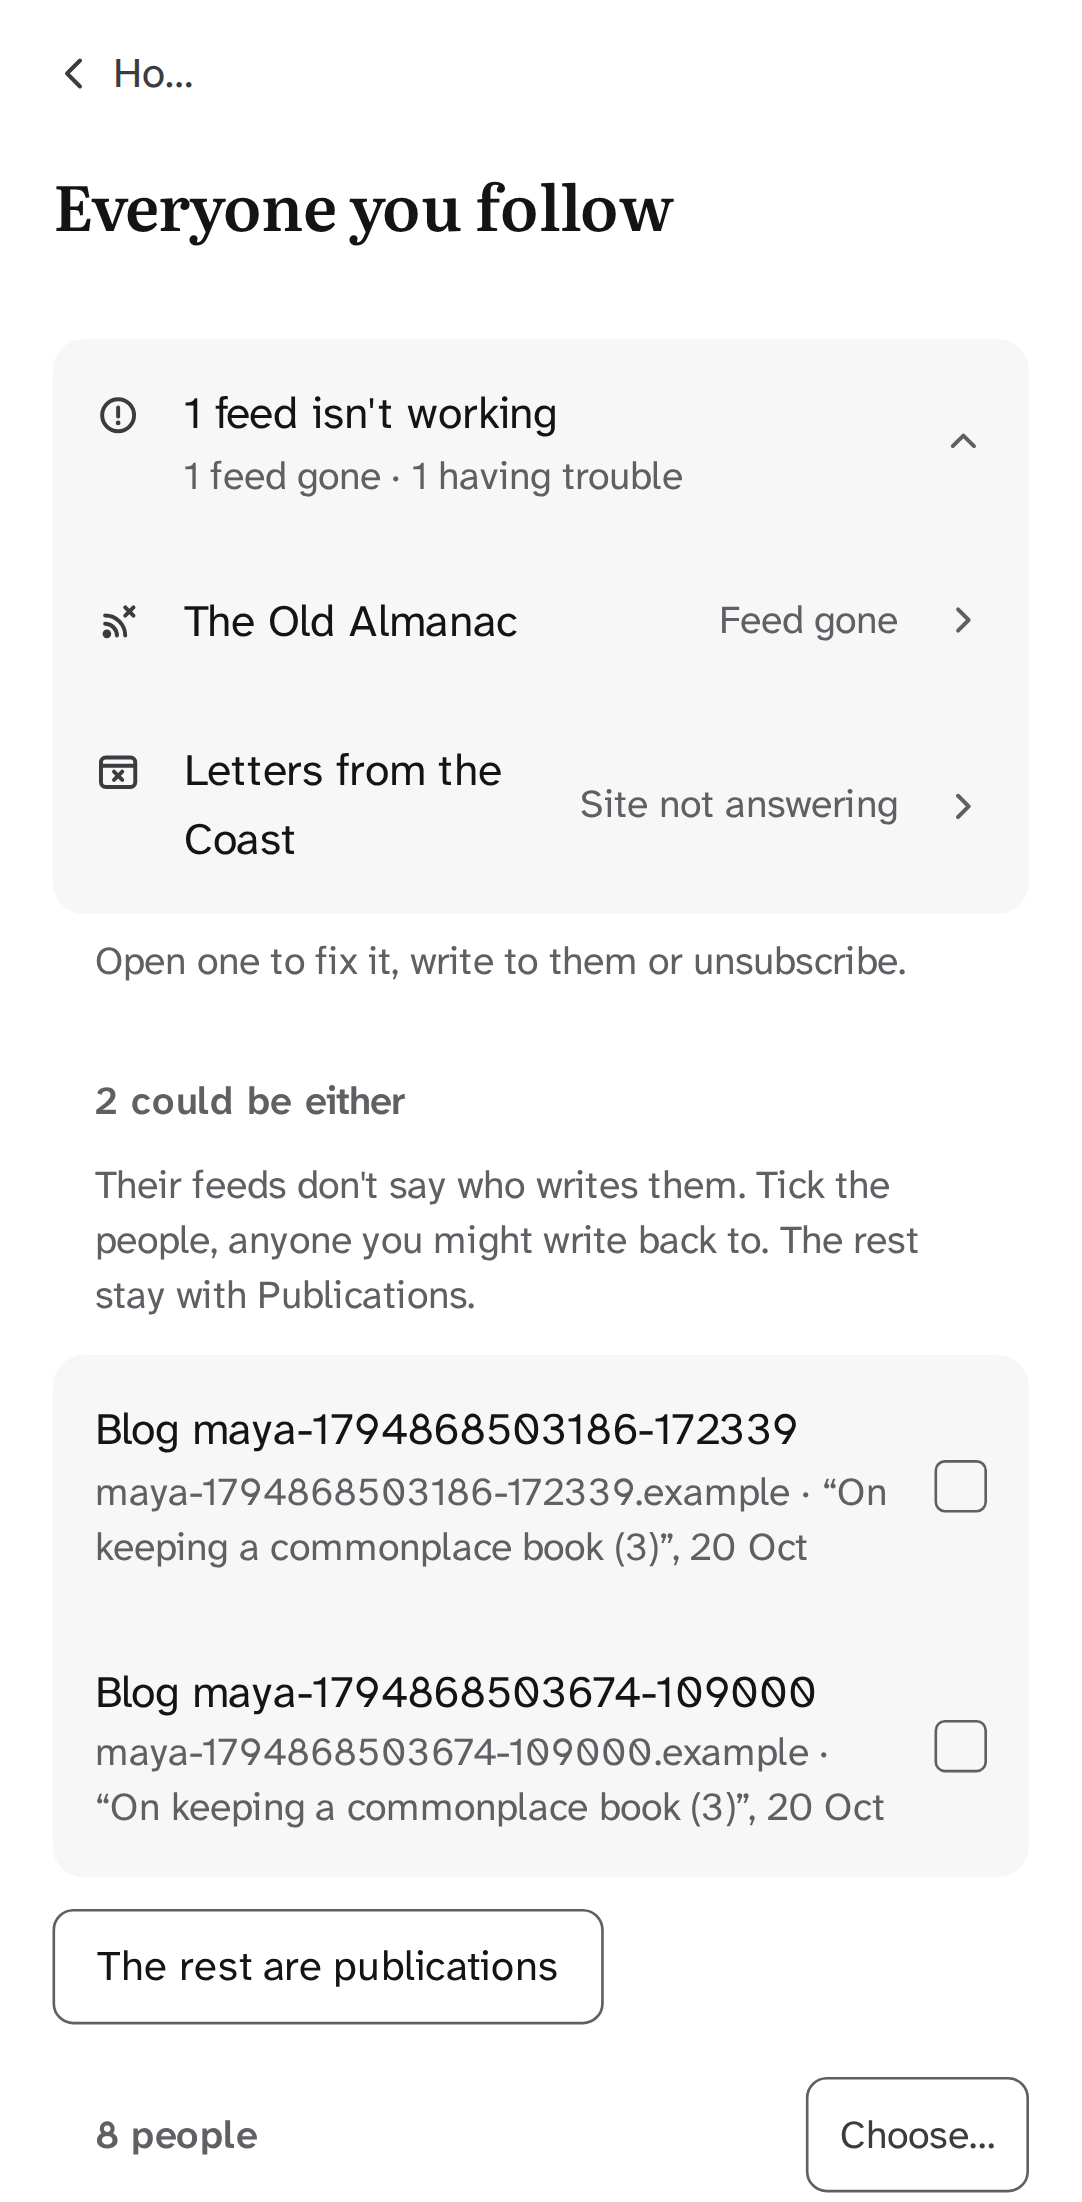 Ho...
Everyone you follow
1 feed isn't working
1 feed gone · 1 having trouble
The Old Almanac
Feed gone
Letters from the
Coast
Site not answering
Open one to fix it, write to them or unsubscribe.
2 could be either
Their feeds don't say who writes them. Tick the
people, anyone you might write back to. The rest
stay with Publications.
Blog maya-1794868503186-172339
maya-1794868503186-172339.example · “On
keeping a commonplace book (3)”, 20 Oct
Blog maya-1794868503674-109000
maya-1794868503674-109000.example ·
“On keeping a commonplace book (3)”, 20 Oct
The rest are publications
8 people
Choose...